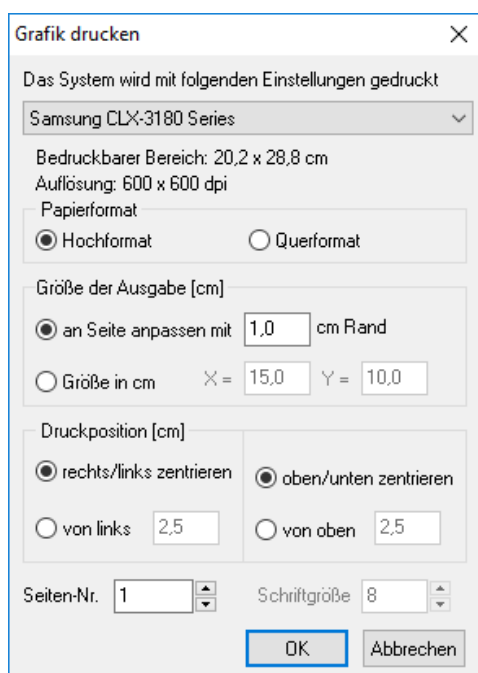 Grafik drucken
Das System wird mit folgenden Einstellungen gedruckt
Samsung CLX-3180 Series
Bedruckbarer Bereich: 20,2 x 28,8 cm
Auflösung: 600 x 600 dpi
Papierformat
Hochformat Querformat
Größe der Ausgabe [cm]
an Seite anpassen mit 1,0 cm Rand
Größe in cm X = 15,0 Y = 10,0
Druckposition [cm]
rechts/links zentrieren oben/unten zentrieren
von links 2,5 von oben 2,5
Seiten-Nr. 1 Schriftgröße 8
OK Abbrechen